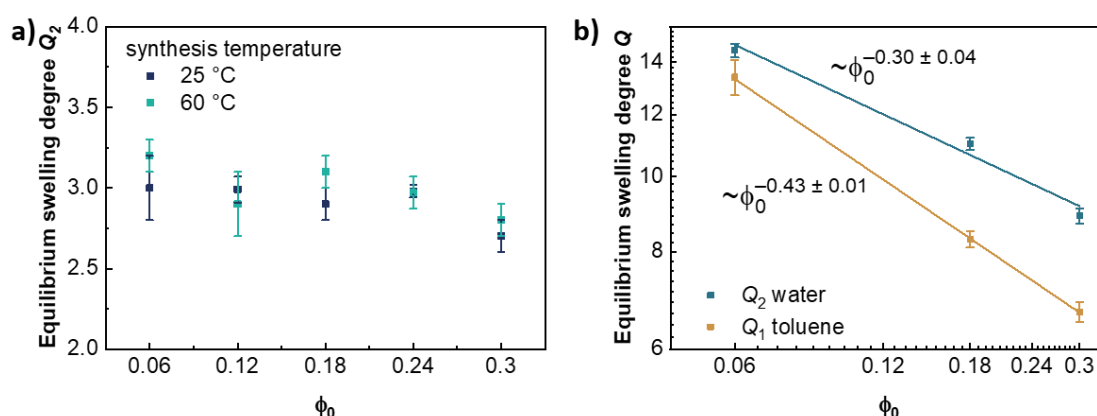 a)
Equilibrium swelling degree Q₂
4.0
3.5
3.0
2.5
2.0
synthesis temperature
25 °C
60 °C
0.06 0.12 0.18 0.24 0.3
ϕ₀
b)
Equilibrium swelling degree Q
14
12
10
8
6
~ϕ₀^−0.30 ± 0.04
~ϕ₀^−0.43 ± 0.01
Q₂ water
Q₁ toluene
0.06 0.12 0.18 0.24 0.3
ϕ₀